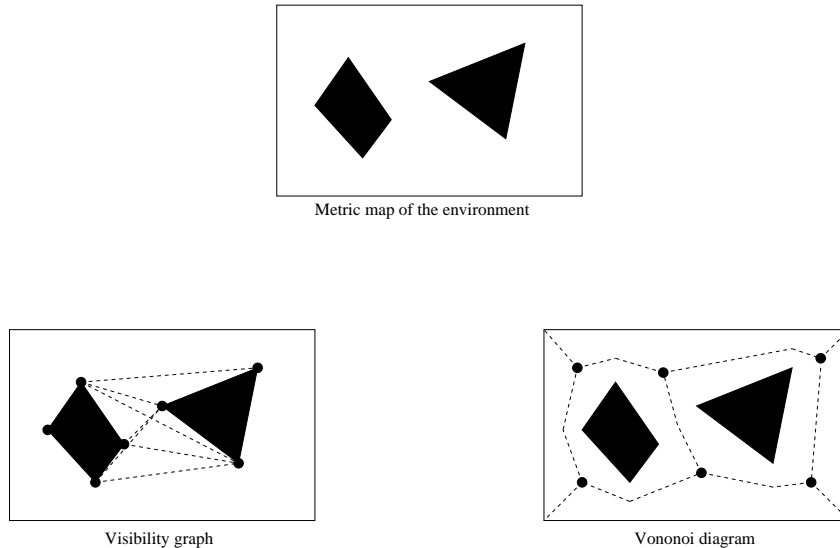 Metric map of the environment
Visibility graph
Vononoi diagram